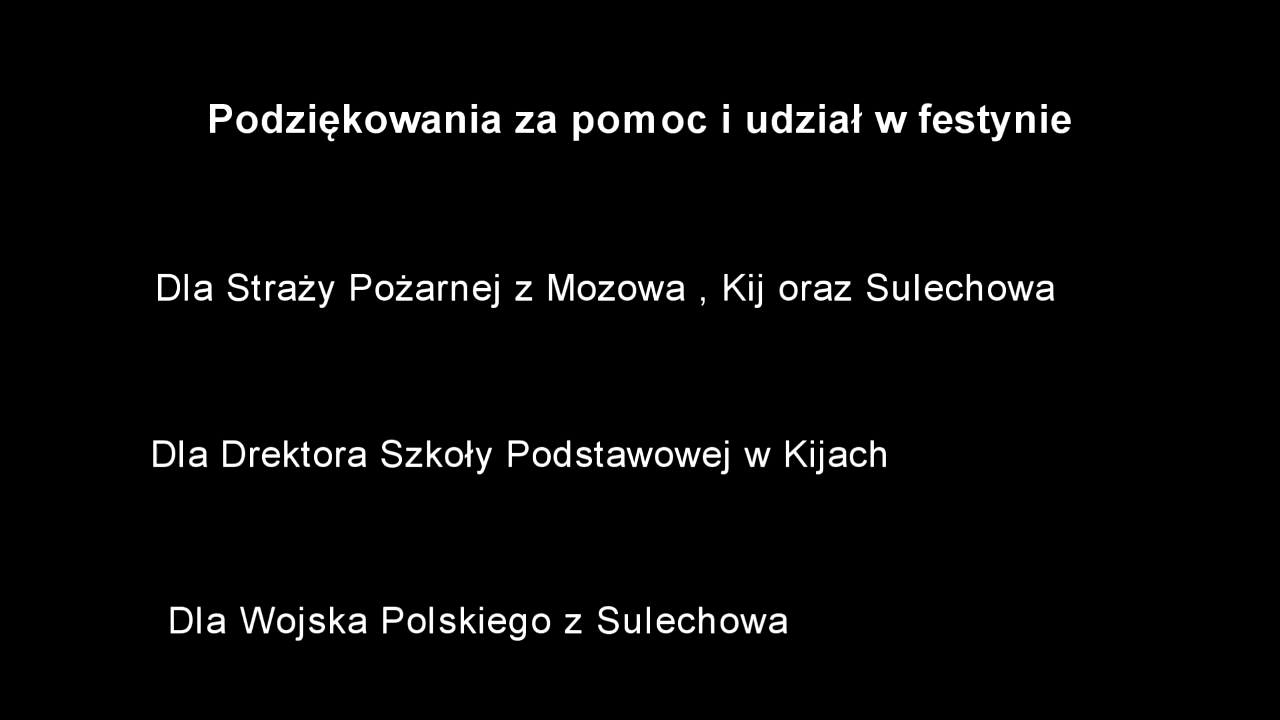 Podziękowania za pomoc i udział w festynie
Dla Straży Pożarnej z Mozowa , Kij oraz Sulechowa
Dla Drektora Szkoły Podstawowej w Kijach
Dla Wojska Polskiego z Sulechowa